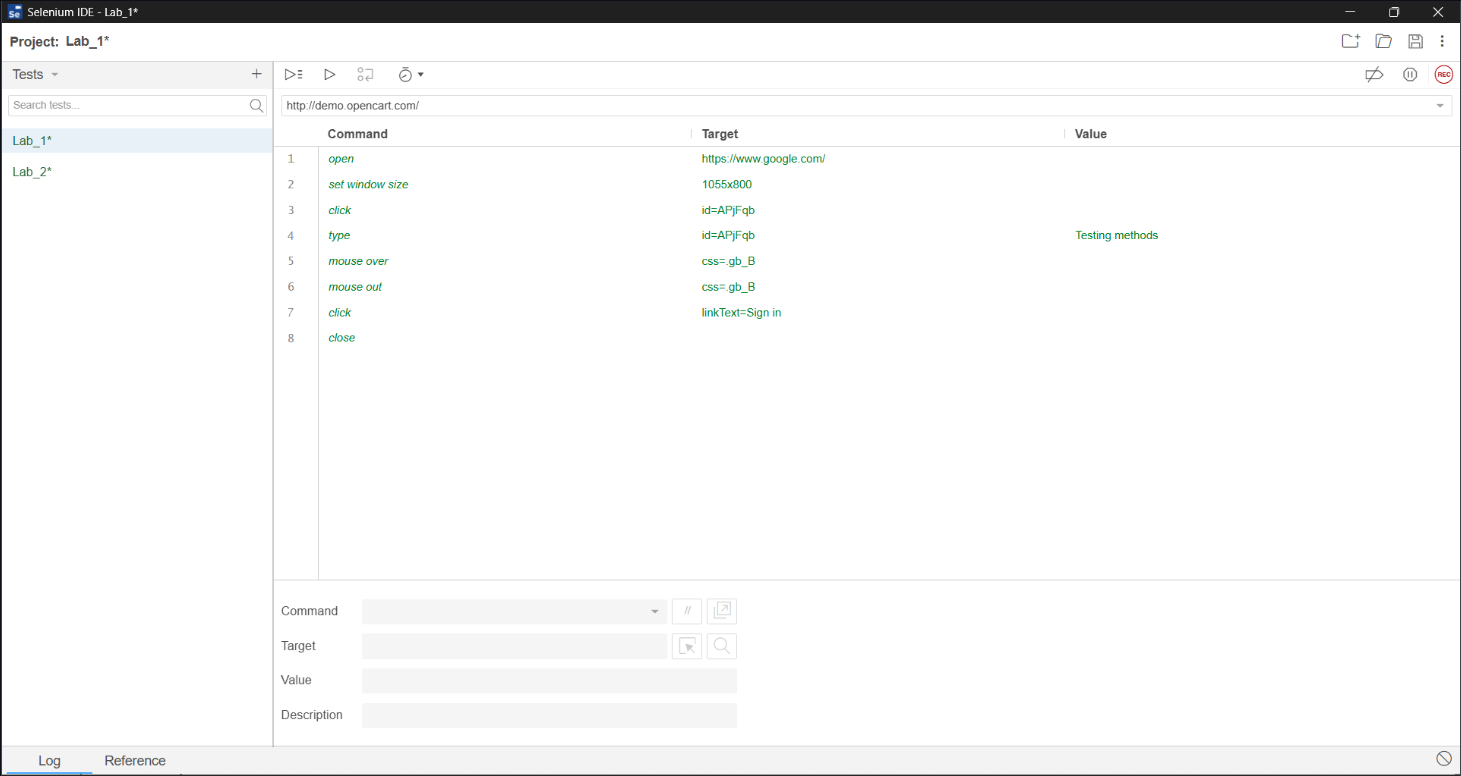 Se Selenium IDE - Lab_1*
Project: Lab_1*
Tests
Search tests...
Lab_1*
Lab_2*
REC
http://demo.opencart.com/
Command Target Value
1 open https://www.google.com/
2 set window size 1055x800
3 click id=APjFqb
4 type id=APjFqb Testing methods
5 mouse over css=.gb_B
6 mouse out css=.gb_B
7 click linkText=Sign in
8 close
Command //
Target
Value
Description
Log Reference